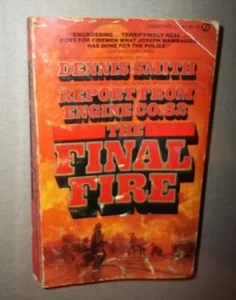 "ENGROSSING... TERRIFYINGLY REAL...
DOES FOR FIREMEN WHAT JOSEPH WAMBAUGH
HAS DONE FOR THE POLICE!"
DENNIS SMITH
REPORT FROM
ENGINE CO. 82
THE
FINAL
FIRE